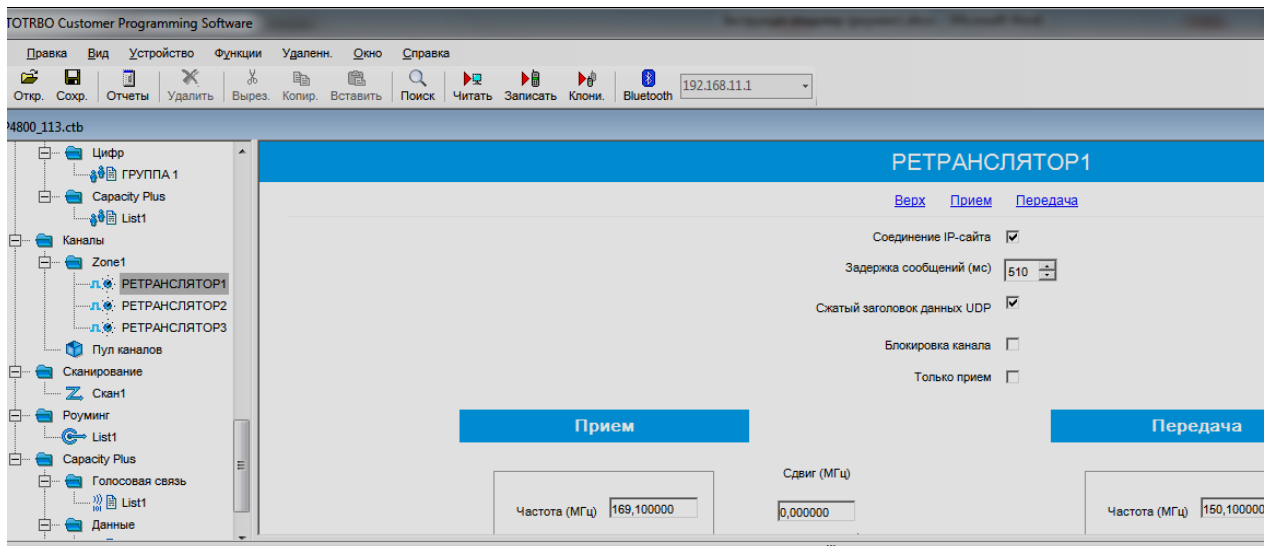 TOTRBO Customer Programming Software
Правка Вид Устройство Функции Удаленн. Окно Справка
Откр. Сохр. Отчеты Удалить Вырез. Копир. Вставить Поиск Читать Записать Клони. Bluetooth 192.168.11.1
P4800_113.ctb
Цифр
ГРУППА 1
Capacity Plus
List1
Каналы
Zone1
РЕТРАНСЛЯТОР1
РЕТРАНСЛЯТОР2
РЕТРАНСЛЯТОР3
Пул каналов
Сканирование
Скан1
Роуминг
List1
Capacity Plus
Голосовая связь
List1
Данные
РЕТРАНСЛЯТОР1
Верх Прием Передача
Соединение IP-сайта
Задержка сообщений (мс) 510
Сжатый заголовок данных UDP
Блокировка канала
Только прием
Прием Передача
Сдвиг (МГц)
Частота (МГц) 169,100000 0,000000 Частота (МГц) 150,100000